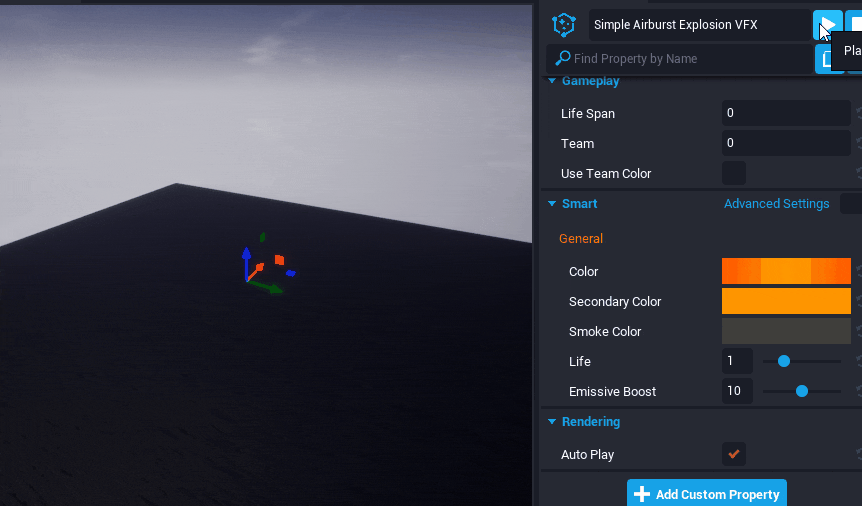 Simple Airburst Explosion VFX
Pla
Find Property by Name
Gameplay
Life Span 0
Team 0
Use Team Color
Smart Advanced Settings
General
Color
Secondary Color
Smoke Color
Life 1
Emissive Boost 10
Rendering
Auto Play
Add Custom Property